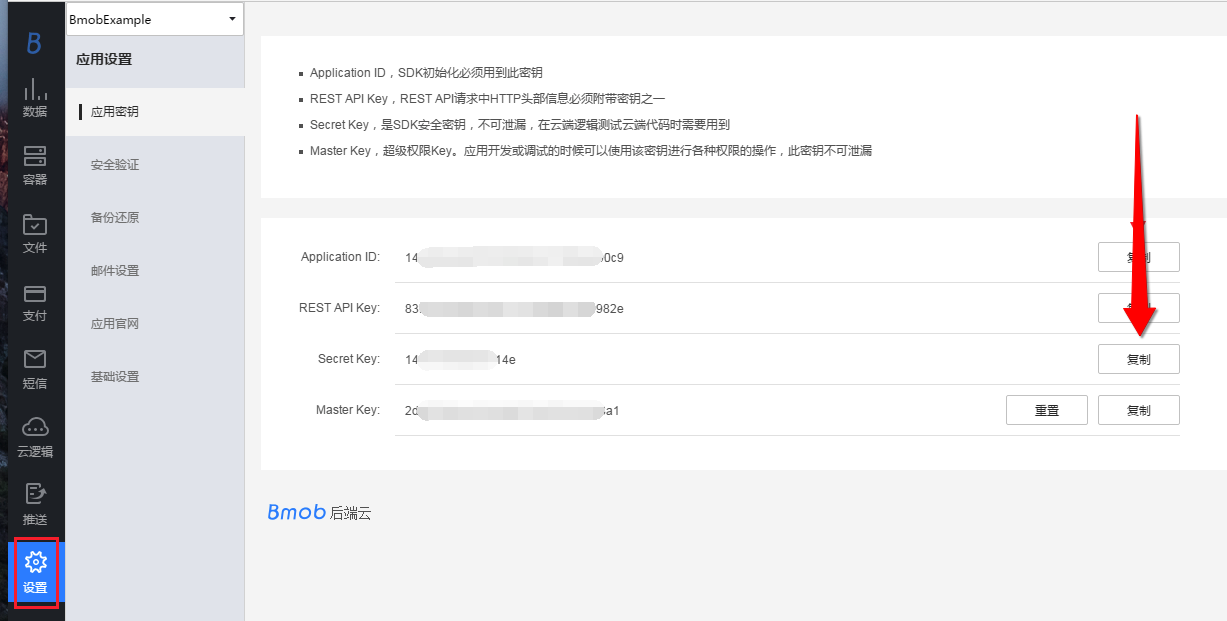 BmobExample
B
应用设置
数据
应用密钥
容器
安全验证
文件
备份还原
支付
邮件设置
短信
应用官网
云逻辑
基础设置
推送
设置
Application ID，SDK初始化必须用到此密钥
REST API Key，REST API请求中HTTP头部信息必须附带密钥之一
Secret Key，是SDK安全密钥，不可泄漏，在云端逻辑测试云端代码时需要用到
Master Key，超级权限Key。应用开发或调试的时候可以使用该密钥进行各种权限的操作，此密钥不可泄漏
Application ID: 14 0c9
REST API Key: 83 982e
Secret Key: 14 14e 复制
Master Key: 2d a1 重置 复制
Bmob 后端云